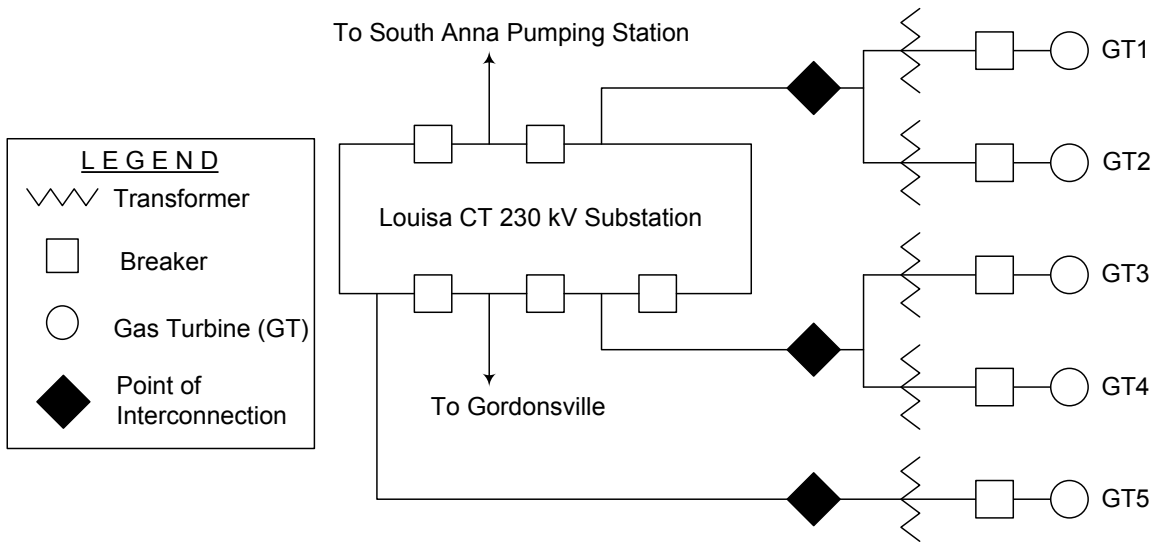 To South Anna Pumping Station
GT1
L E G E N D
Transformer
Breaker
Gas Turbine (GT)
Point of
Interconnection
Louisa CT 230 kV Substation
To Gordonsville
GT2
GT3
GT4
GT5